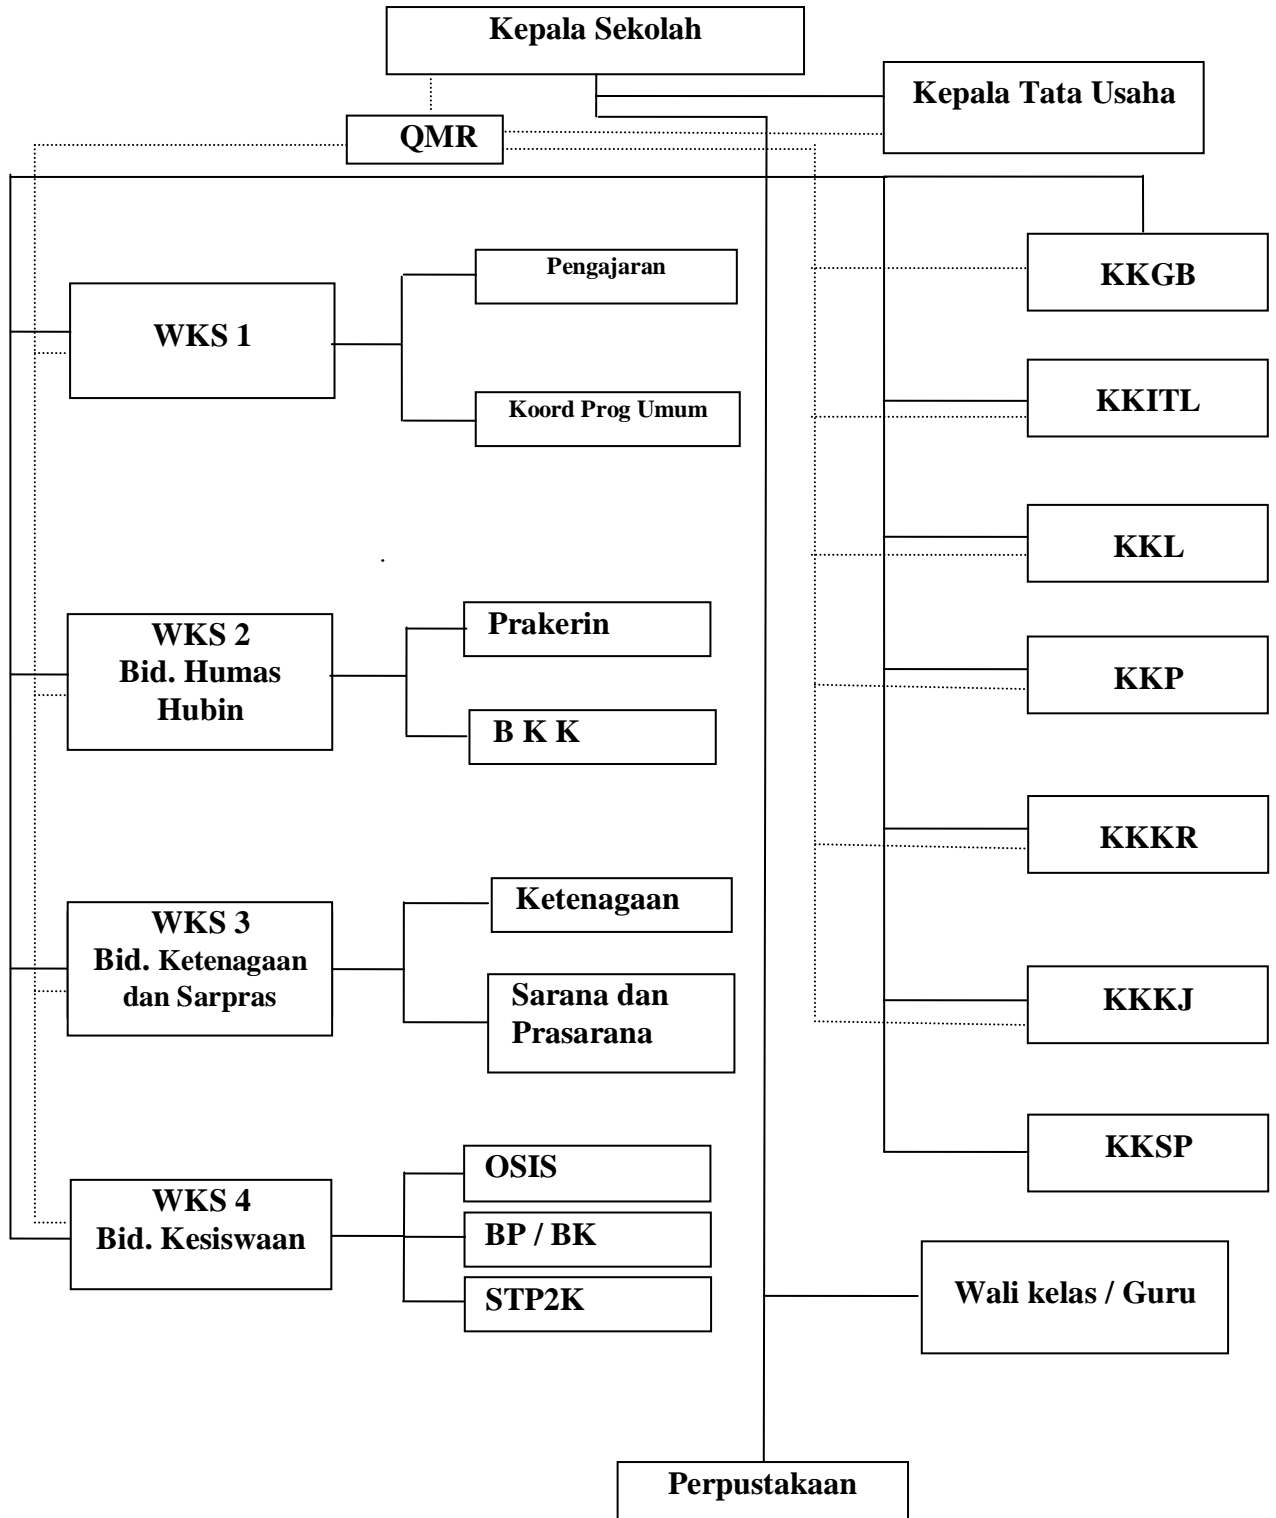 Kepala Sekolah
Kepala Tata Usaha
QMR
Pengajaran
KKGB
WKS 1
Koord Prog Umum
KKITL
KKL
WKS 2
Bid. Humas
Hubin
Prakerin
B K K
KKP
KKKR
WKS 3
Bid. Ketenagaan
dan Sarpras
Ketenagaan
Sarana dan
Prasarana
KKKJ
KKSP
WKS 4
Bid. Kesiswaan
OSIS
BP / BK
STP2K
Wali kelas / Guru
Perpustakaan